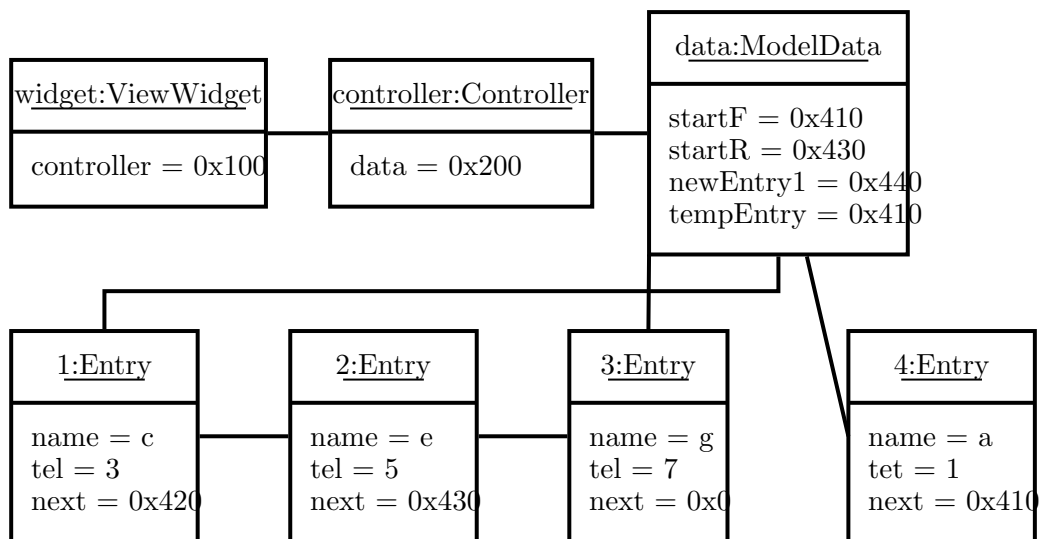 data:ModelData
startF = 0x410
startR = 0x430
newEntry1 = 0x440
tempEntry = 0x410
widget:ViewWidget
controller = 0x100
controller:Controller
data = 0x200
1:Entry
name = c
tel = 3
next = 0x420
2:Entry
name = e
tel = 5
next = 0x430
3:Entry
name = g
tel = 7
next = 0x0
4:Entry
name = a
tet = 1
next = 0x410